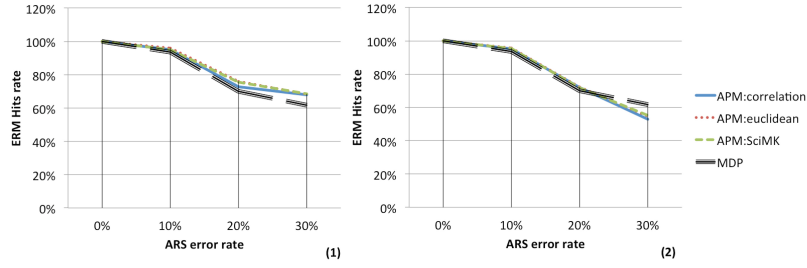 120%
100%
80%
60%
40%
20%
0%
ERM Hits rate
0% 10% 20% 30%
ARS error rate
(1)
120%
100%
80%
60%
40%
20%
0%
ERM Hits rate
0% 10% 20% 30%
ARS error rate
(2)
APM:correlation
APM:euclidean
APM:SciMK
MDP